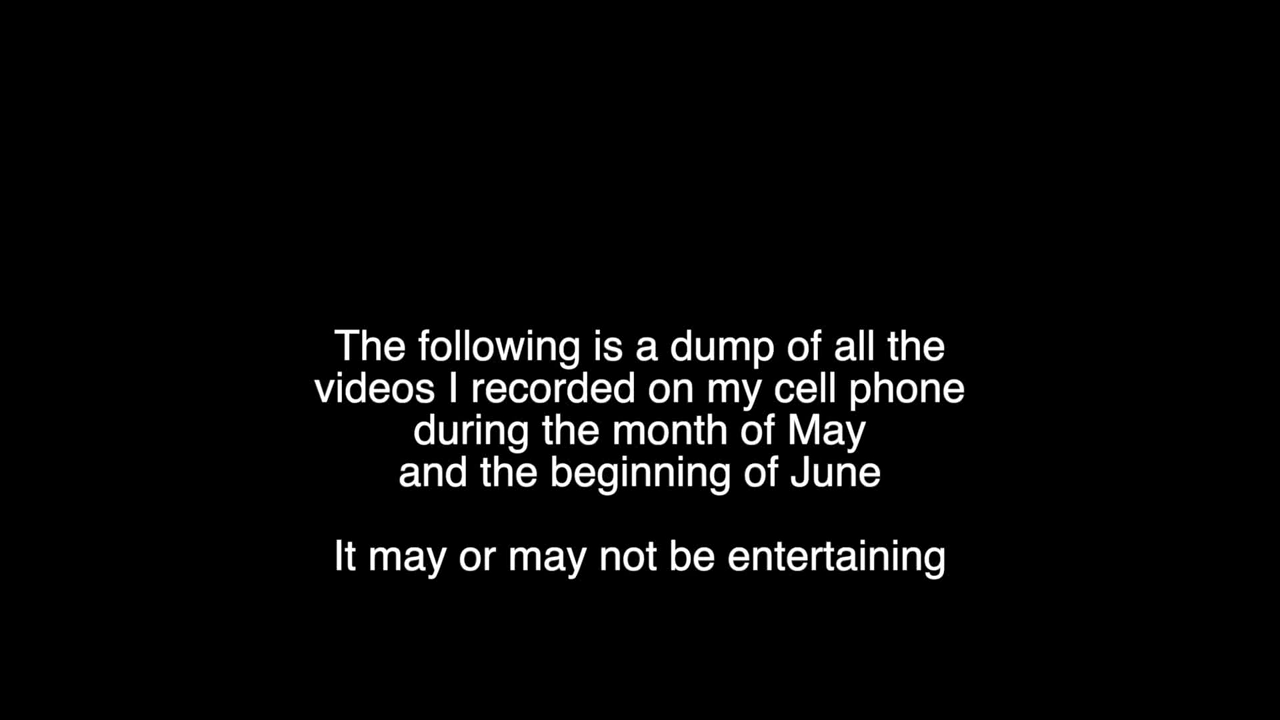 The following is a dump of all the
videos I recorded on my cell phone
during the month of May
and the beginning of June
It may or may not be entertaining